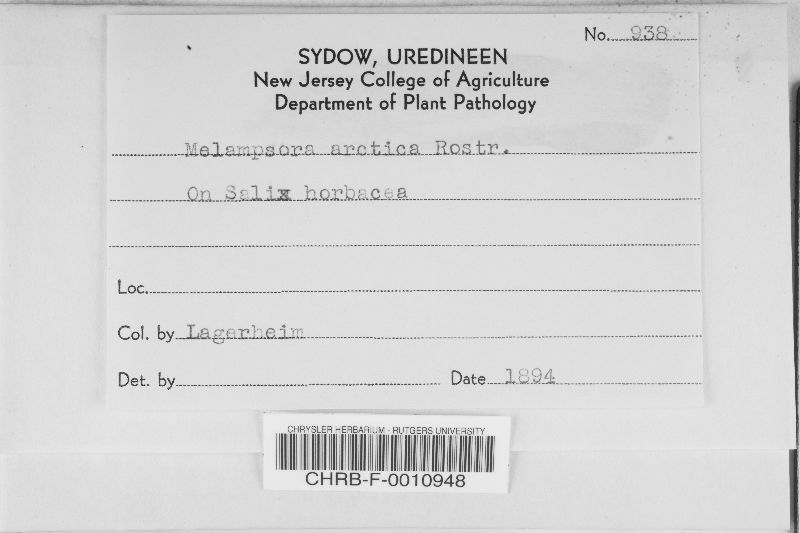 No. 938
SYDOW, UREDINEEN
New Jersey College of Agriculture
Department of Plant Pathology
Melampsora arctica Rostr.
On Salix horbacea
Loc.
Col. by Lagerheim
Det. by
Date 1894
CHRYSLER HERBARIUM - RUTGERS UNIVERSITY
CHRB-F-0010948